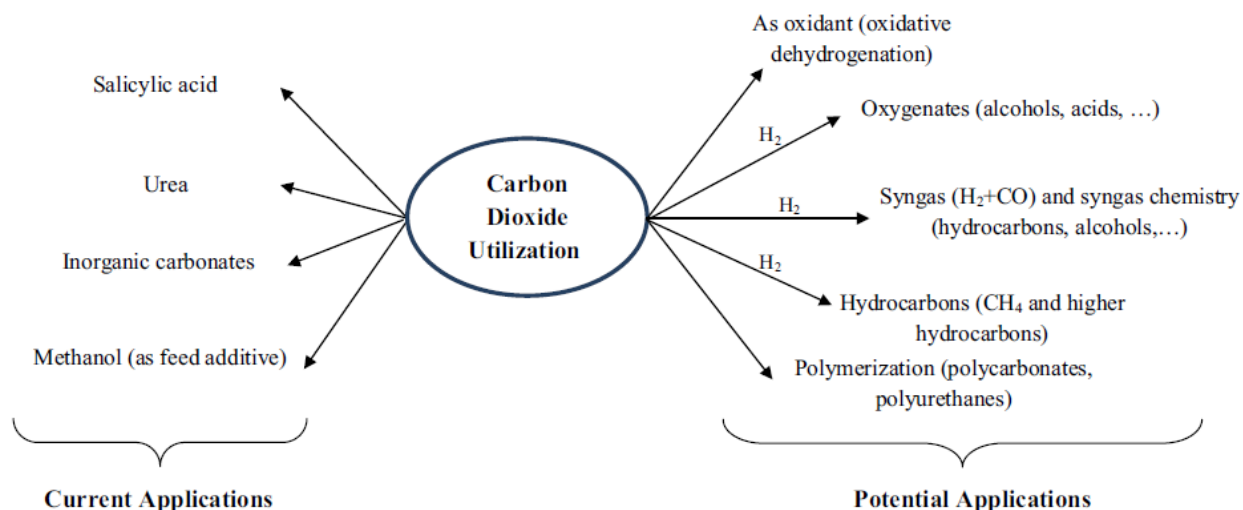 Salicylic acid
Urea
Inorganic carbonates
Methanol (as feed additive)
Current Applications
Carbon
Dioxide
Utilization
As oxidant (oxidative
dehydrogenation)
H₂
Oxygenates (alcohols, acids, …)
H₂
Syngas (H₂+CO) and syngas chemistry
(hydrocarbons, alcohols,…)
H₂
Hydrocarbons (CH₄ and higher
hydrocarbons)
Polymerization (polycarbonates,
polyurethanes)
Potential Applications